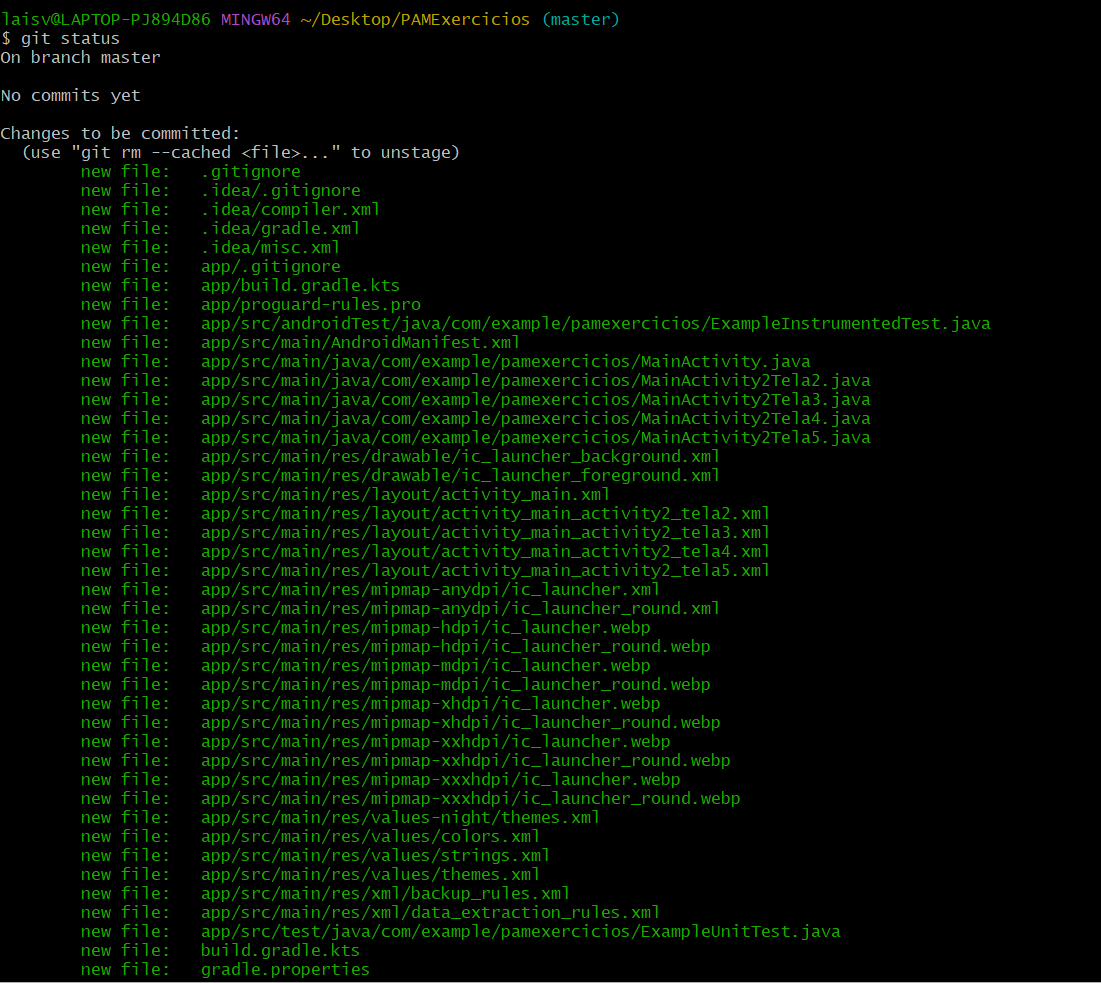 laisv@LAPTOP-PJ894D86 MINGW64 ~/Desktop/PAMExercicios (master)
$ git status
On branch master

No commits yet

Changes to be committed:
  (use "git rm --cached <file>..." to unstage)
        new file:   .gitignore
        new file:   .idea/.gitignore
        new file:   .idea/compiler.xml
        new file:   .idea/gradle.xml
        new file:   .idea/misc.xml
        new file:   app/.gitignore
        new file:   app/build.gradle.kts
        new file:   app/proguard-rules.pro
        new file:   app/src/androidTest/java/com/example/pamexercicios/ExampleInstrumentedTest.java
        new file:   app/src/main/AndroidManifest.xml
        new file:   app/src/main/java/com/example/pamexercicios/MainActivity.java
        new file:   app/src/main/java/com/example/pamexercicios/MainActivity2Tela2.java
        new file:   app/src/main/java/com/example/pamexercicios/MainActivity2Tela3.java
        new file:   app/src/main/java/com/example/pamexercicios/MainActivity2Tela4.java
        new file:   app/src/main/java/com/example/pamexercicios/MainActivity2Tela5.java
        new file:   app/src/main/res/drawable/ic_launcher_background.xml
        new file:   app/src/main/res/drawable/ic_launcher_foreground.xml
        new file:   app/src/main/res/layout/activity_main.xml
        new file:   app/src/main/res/layout/activity_main_activity2_tela2.xml
        new file:   app/src/main/res/layout/activity_main_activity2_tela3.xml
        new file:   app/src/main/res/layout/activity_main_activity2_tela4.xml
        new file:   app/src/main/res/layout/activity_main_activity2_tela5.xml
        new file:   app/src/main/res/mipmap-anydpi/ic_launcher.xml
        new file:   app/src/main/res/mipmap-anydpi/ic_launcher_round.xml
        new file:   app/src/main/res/mipmap-hdpi/ic_launcher.webp
        new file:   app/src/main/res/mipmap-hdpi/ic_launcher_round.webp
        new file:   app/src/main/res/mipmap-mdpi/ic_launcher.webp
        new file:   app/src/main/res/mipmap-mdpi/ic_launcher_round.webp
        new file:   app/src/main/res/mipmap-xhdpi/ic_launcher.webp
        new file:   app/src/main/res/mipmap-xhdpi/ic_launcher_round.webp
        new file:   app/src/main/res/mipmap-xxhdpi/ic_launcher.webp
        new file:   app/src/main/res/mipmap-xxhdpi/ic_launcher_round.webp
        new file:   app/src/main/res/mipmap-xxxhdpi/ic_launcher.webp
        new file:   app/src/main/res/mipmap-xxxhdpi/ic_launcher_round.webp
        new file:   app/src/main/res/values-night/themes.xml
        new file:   app/src/main/res/values/colors.xml
        new file:   app/src/main/res/values/strings.xml
        new file:   app/src/main/res/values/themes.xml
        new file:   app/src/main/res/xml/backup_rules.xml
        new file:   app/src/main/res/xml/data_extraction_rules.xml
        new file:   app/src/test/java/com/example/pamexercicios/ExampleUnitTest.java
        new file:   build.gradle.kts
        new file:   gradle.properties